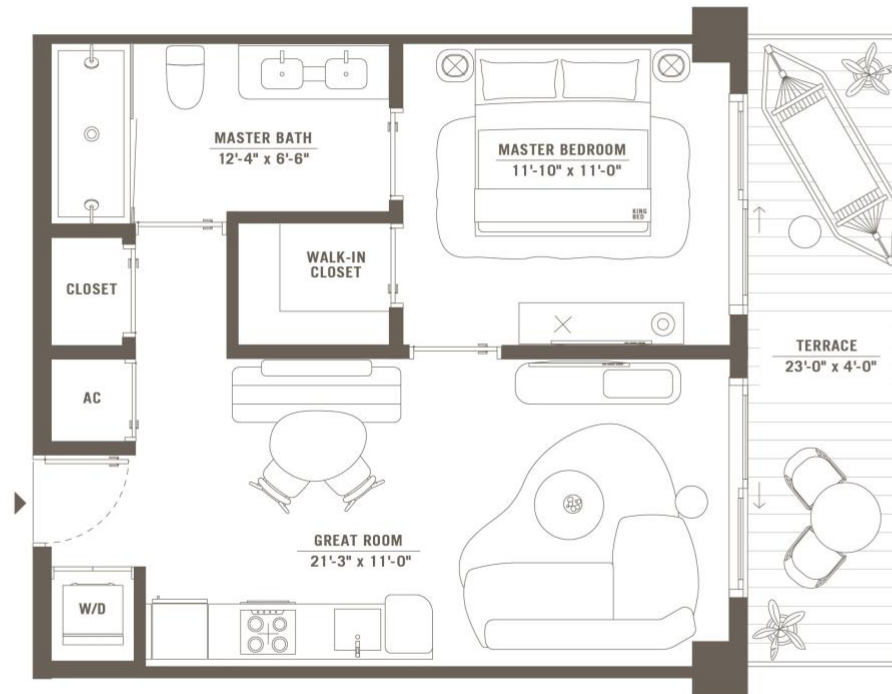 MASTER BATH
12'-4" x 6'-6"
MASTER BEDROOM
11'-10" x 11'-0"
KING
BED
WALK-IN
CLOSET
CLOSET
AC
TERRACE
23'-0" x 4'-0"
GREAT ROOM
21'-3" x 11'-0"
W/D